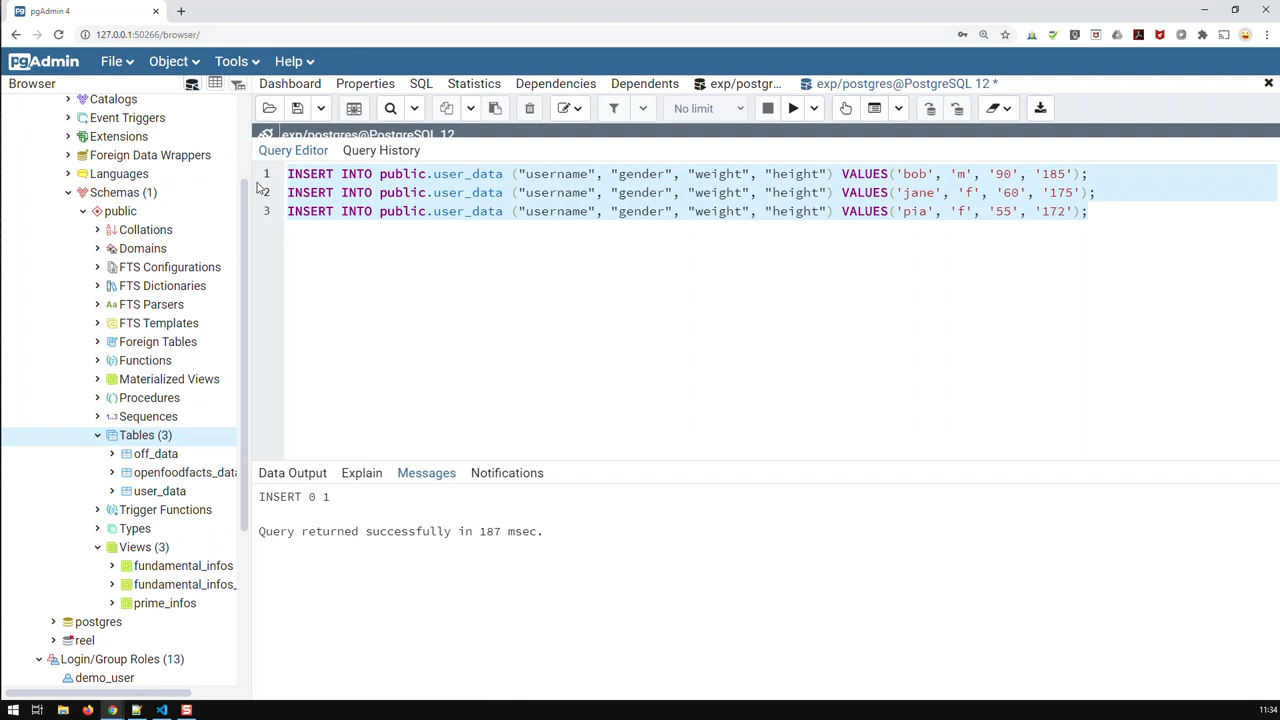 pgAdmin 4
127.0.0.1:50266/browser/
pgAdmin File Object Tools Help
Browser
Dashboard Properties SQL Statistics Dependencies Dependents exp/postgr... exp/postgres@PostgreSQL 12 *
No limit
exp/postgres@PostgreSQL 12
Query Editor Query History
1 INSERT INTO public.user_data ("username", "gender", "weight", "height") VALUES('bob', 'm', '90', '185');
2 INSERT INTO public.user_data ("username", "gender", "weight", "height") VALUES('jane', 'f', '60', '175');
3 INSERT INTO public.user_data ("username", "gender", "weight", "height") VALUES('pia', 'f', '55', '172');
Catalogs
Event Triggers
Extensions
Foreign Data Wrappers
Languages
Schemas (1)
public
Collations
Domains
FTS Configurations
FTS Dictionaries
FTS Parsers
FTS Templates
Foreign Tables
Functions
Materialized Views
Procedures
Sequences
Tables (3)
off_data
openfoodfacts_data
user_data
Trigger Functions
Types
Views (3)
fundamental_infos
fundamental_infos_
prime_infos
postgres
reel
Login/Group Roles (13)
demo_user
Data Output Explain Messages Notifications
INSERT 0 1
Query returned successfully in 187 msec.
11:34